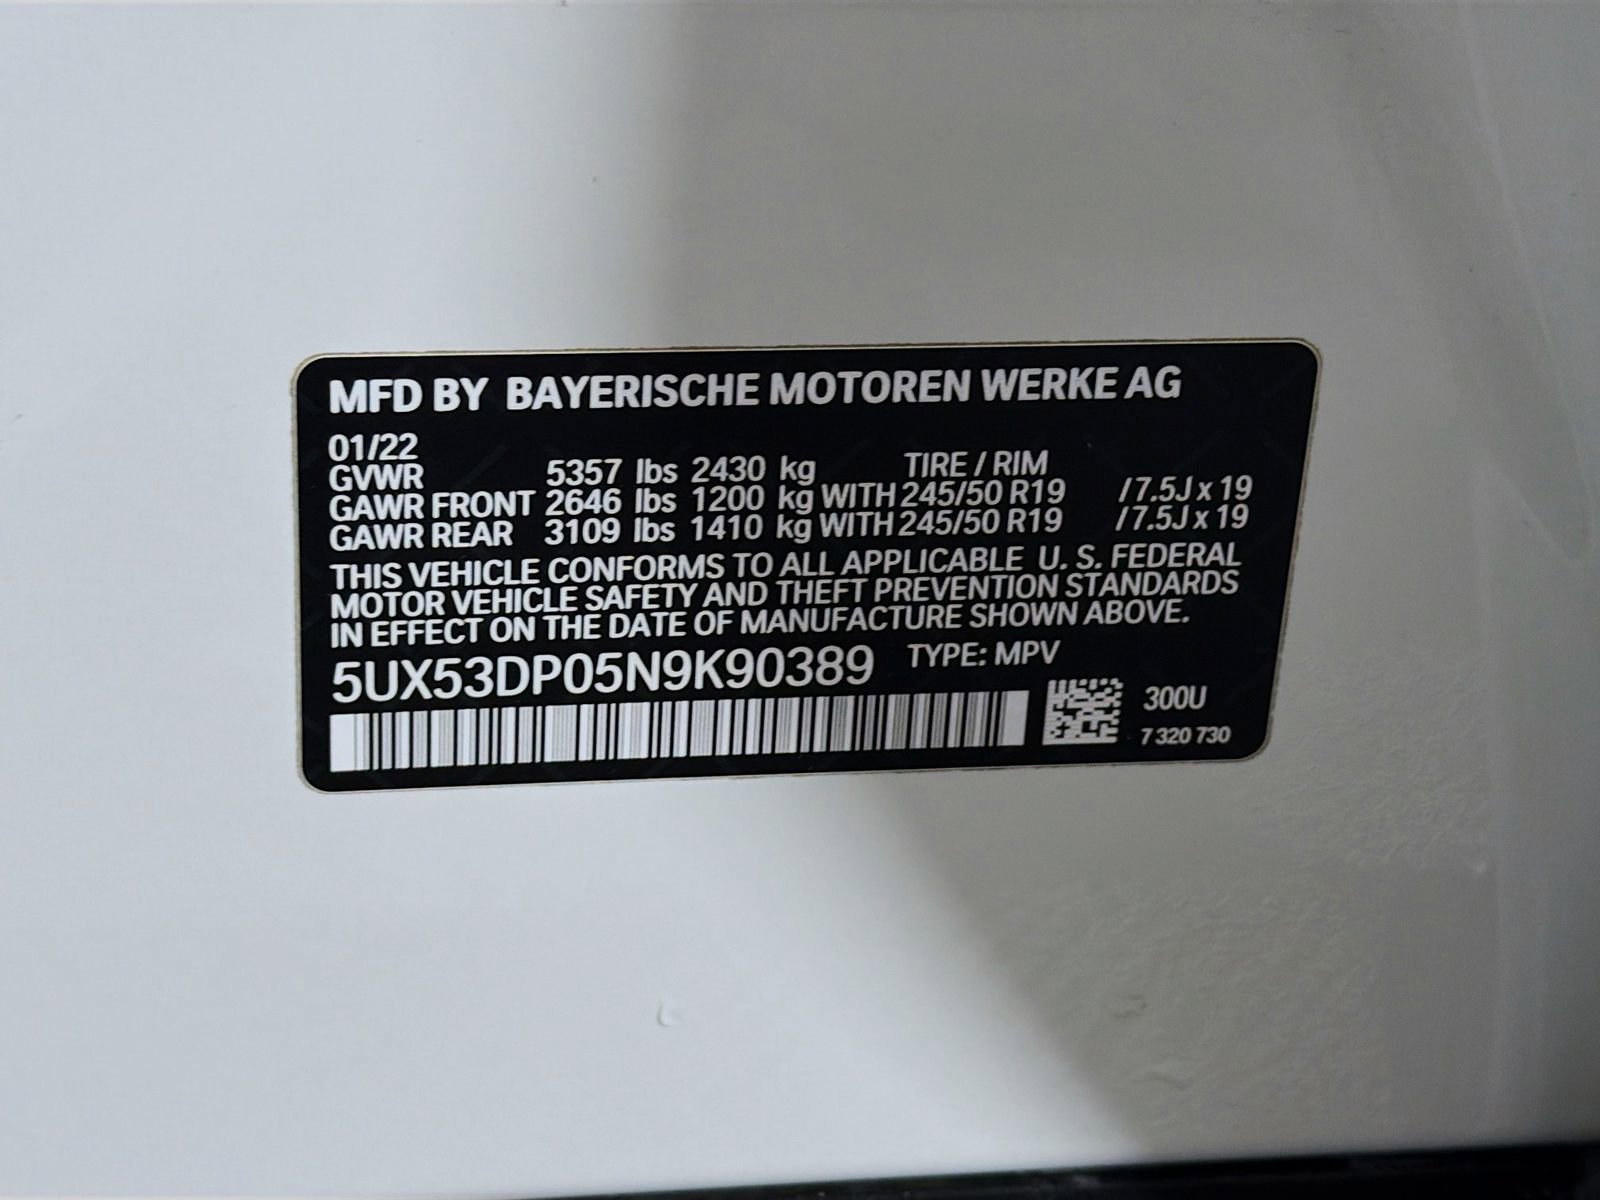 MFD BY BAYERISCHE MOTOREN WERKE AG
01/22
GVWR 5357 lbs 2430 kg TIRE / RIM
GAWR FRONT 2646 lbs 1200 kg WITH 245/50 R19 /7.5J x 19
GAWR REAR 3109 lbs 1410 kg WITH 245/50 R19 /7.5J x 19
THIS VEHICLE CONFORMS TO ALL APPLICABLE U. S. FEDERAL
MOTOR VEHICLE SAFETY AND THEFT PREVENTION STANDARDS
IN EFFECT ON THE DATE OF MANUFACTURE SHOWN ABOVE.
5UX53DP05N9K90389 TYPE: MPV
300U
7 320 730